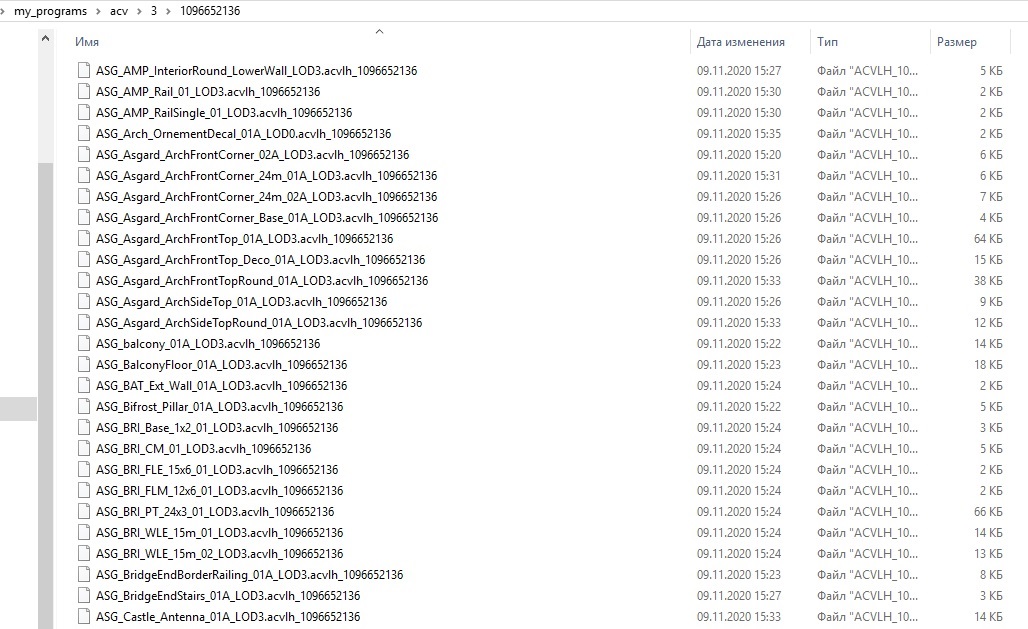 my_programs > acv > 3 > 1096652136
Имя Дата изменения Тип Размер
ASG_AMP_InteriorRound_LowerWall_LOD3.acvlh_1096652136 09.11.2020 15:27 Файл "ACVLH_10... 5 КБ
ASG_AMP_Rail_01_LOD3.acvlh_1096652136 09.11.2020 15:30 Файл "ACVLH_10... 2 КБ
ASG_AMP_RailSingle_01_LOD3.acvlh_1096652136 09.11.2020 15:30 Файл "ACVLH_10... 2 КБ
ASG_Arch_OrnementDecal_01A_LOD0.acvlh_1096652136 09.11.2020 15:35 Файл "ACVLH_10... 2 КБ
ASG_Asgard_ArchFrontCorner_02A_LOD3.acvlh_1096652136 09.11.2020 15:20 Файл "ACVLH_10... 6 КБ
ASG_Asgard_ArchFrontCorner_24m_01A_LOD3.acvlh_1096652136 09.11.2020 15:31 Файл "ACVLH_10... 6 КБ
ASG_Asgard_ArchFrontCorner_24m_02A_LOD3.acvlh_1096652136 09.11.2020 15:26 Файл "ACVLH_10... 7 КБ
ASG_Asgard_ArchFrontCorner_Base_01A_LOD3.acvlh_1096652136 09.11.2020 15:26 Файл "ACVLH_10... 4 КБ
ASG_Asgard_ArchFrontTop_01A_LOD3.acvlh_1096652136 09.11.2020 15:26 Файл "ACVLH_10... 64 КБ
ASG_Asgard_ArchFrontTop_Deco_01A_LOD3.acvlh_1096652136 09.11.2020 15:26 Файл "ACVLH_10... 15 КБ
ASG_Asgard_ArchFrontTopRound_01A_LOD3.acvlh_1096652136 09.11.2020 15:33 Файл "ACVLH_10... 38 КБ
ASG_Asgard_ArchSideTop_01A_LOD3.acvlh_1096652136 09.11.2020 15:26 Файл "ACVLH_10... 9 КБ
ASG_Asgard_ArchSideTopRound_01A_LOD3.acvlh_1096652136 09.11.2020 15:33 Файл "ACVLH_10... 12 КБ
ASG_balcony_01A_LOD3.acvlh_1096652136 09.11.2020 15:22 Файл "ACVLH_10... 14 КБ
ASG_BalconyFloor_01A_LOD3.acvlh_1096652136 09.11.2020 15:23 Файл "ACVLH_10... 18 КБ
ASG_BAT_Ext_Wall_01A_LOD3.acvlh_1096652136 09.11.2020 15:24 Файл "ACVLH_10... 2 КБ
ASG_Bifrost_Pillar_01A_LOD3.acvlh_1096652136 09.11.2020 15:22 Файл "ACVLH_10... 5 КБ
ASG_BRI_Base_1x2_01_LOD3.acvlh_1096652136 09.11.2020 15:24 Файл "ACVLH_10... 3 КБ
ASG_BRI_CM_01_LOD3.acvlh_1096652136 09.11.2020 15:24 Файл "ACVLH_10... 5 КБ
ASG_BRI_FLE_15x6_01_LOD3.acvlh_1096652136 09.11.2020 15:24 Файл "ACVLH_10... 2 КБ
ASG_BRI_FLM_12x6_01_LOD3.acvlh_1096652136 09.11.2020 15:24 Файл "ACVLH_10... 2 КБ
ASG_BRI_PT_24x3_01_LOD3.acvlh_1096652136 09.11.2020 15:24 Файл "ACVLH_10... 66 КБ
ASG_BRI_WLE_15m_01_LOD3.acvlh_1096652136 09.11.2020 15:24 Файл "ACVLH_10... 14 КБ
ASG_BRI_WLE_15m_02_LOD3.acvlh_1096652136 09.11.2020 15:24 Файл "ACVLH_10... 13 КБ
ASG_BridgeEndBorderRailing_01A_LOD3.acvlh_1096652136 09.11.2020 15:23 Файл "ACVLH_10... 8 КБ
ASG_BridgeEndStairs_01A_LOD3.acvlh_1096652136 09.11.2020 15:27 Файл "ACVLH_10... 3 КБ
ASG_Castle_Antenna_01A_LOD3.acvlh_1096652136 09.11.2020 15:33 Файл "ACVLH_10... 14 КБ